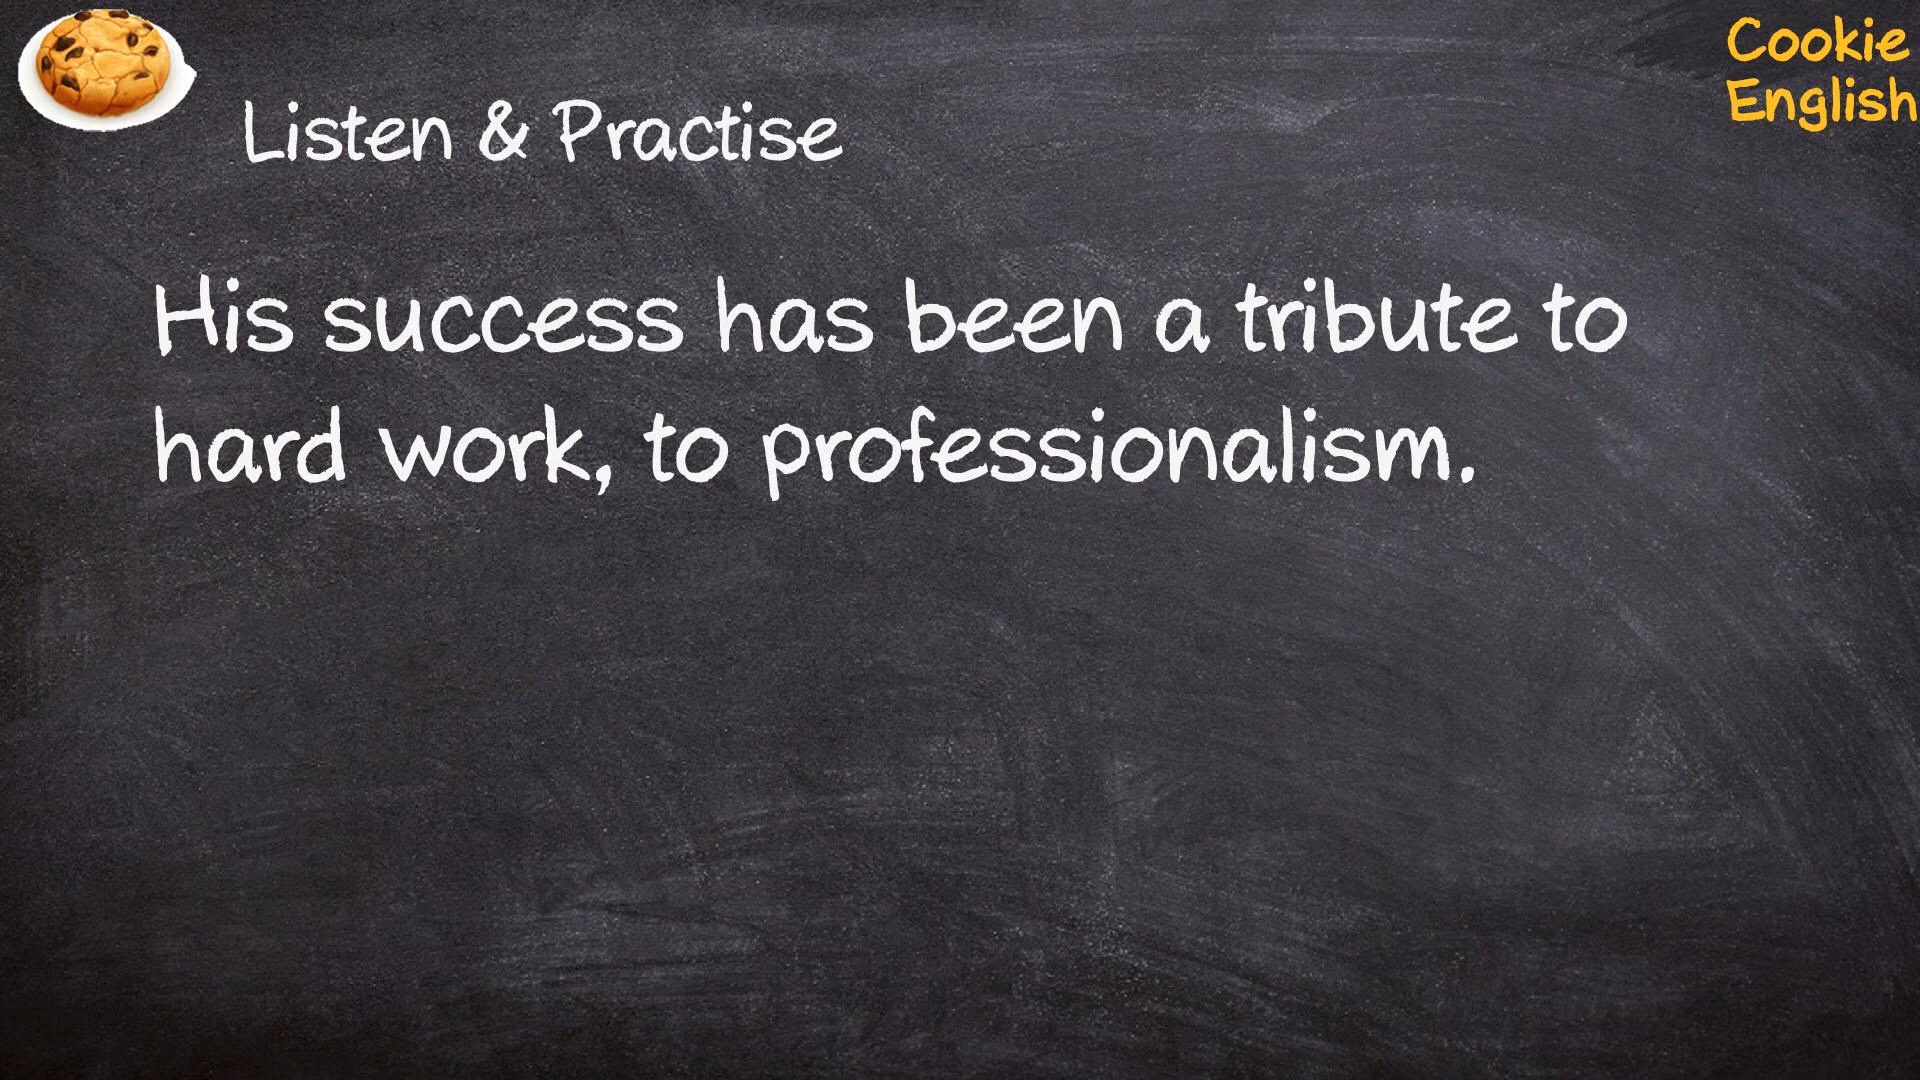 Cookie
English
Listen & Practise
His success has been a tribute to
hard work, to professionalism.